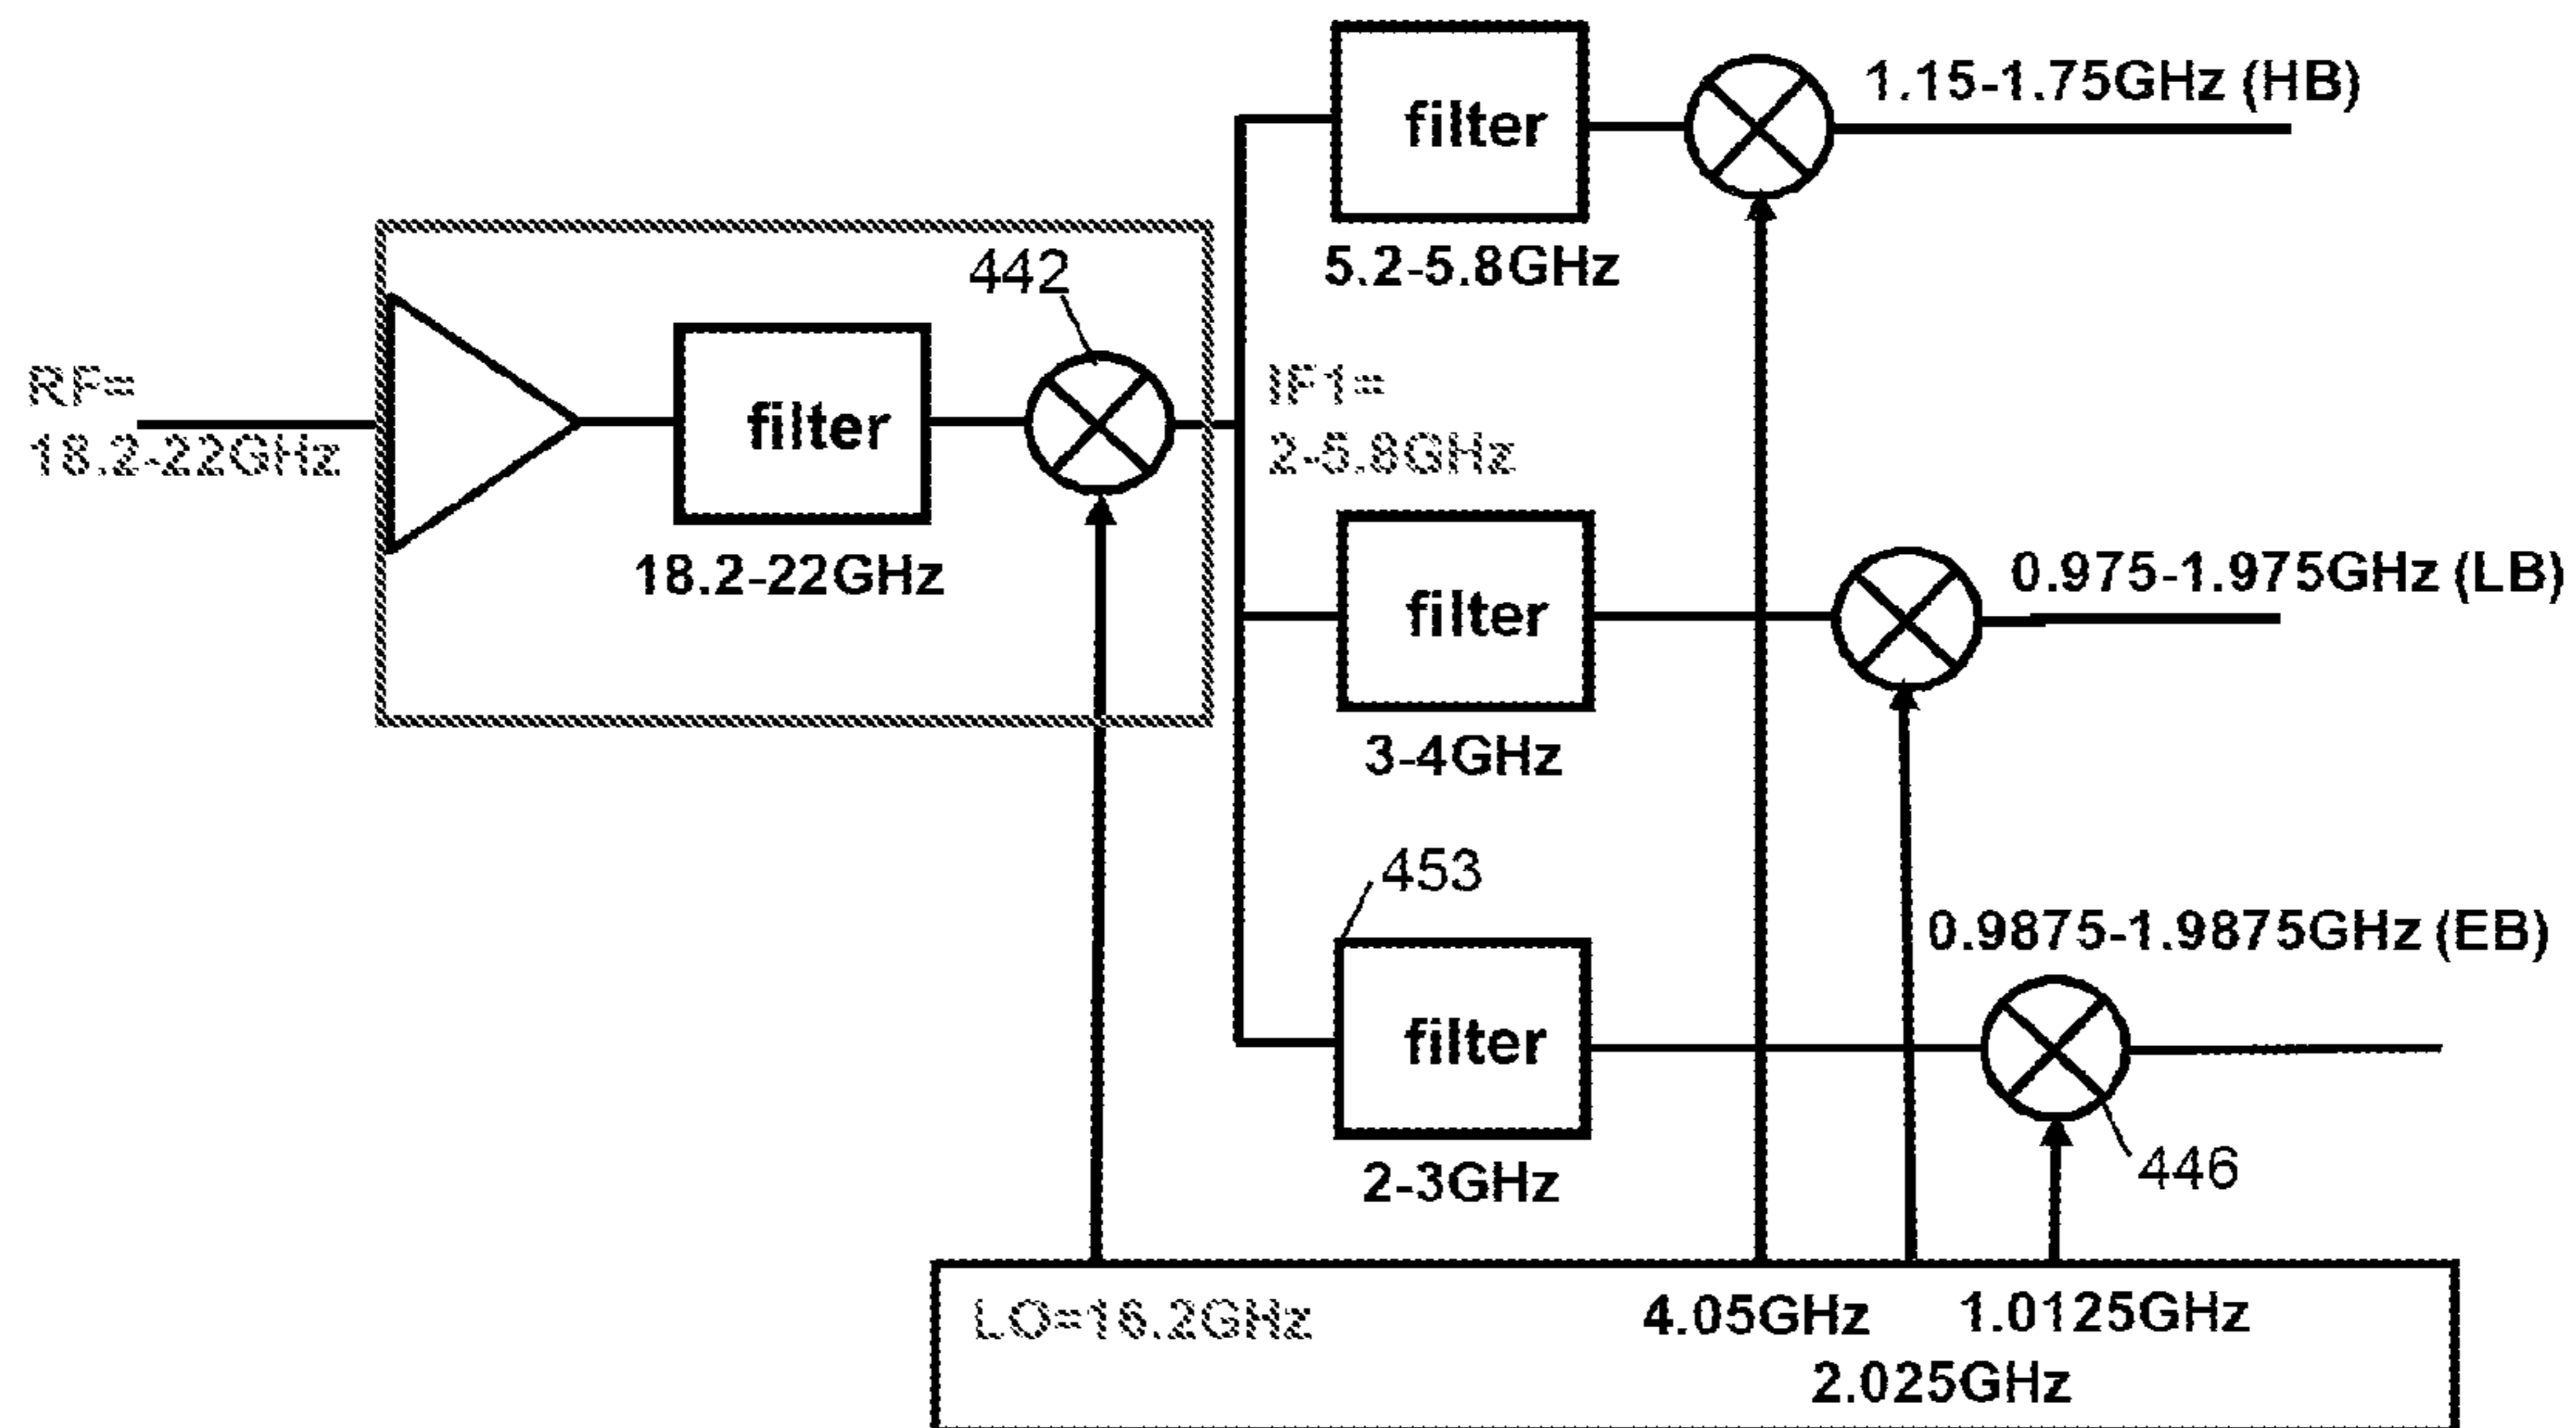 filter
1.15-1.75GHz (HB)
5.2-5.8GHz
442
RF=
18.2-22GHz
filter
18.2-22GHz
IF1=
2-5.8GHz
filter
3-4GHz
0.975-1.975GHz (LB)
453
filter
2-3GHz
0.9875-1.9875GHz (EB)
446
LO=16.2GHz
4.05GHz
1.0125GHz
2.025GHz